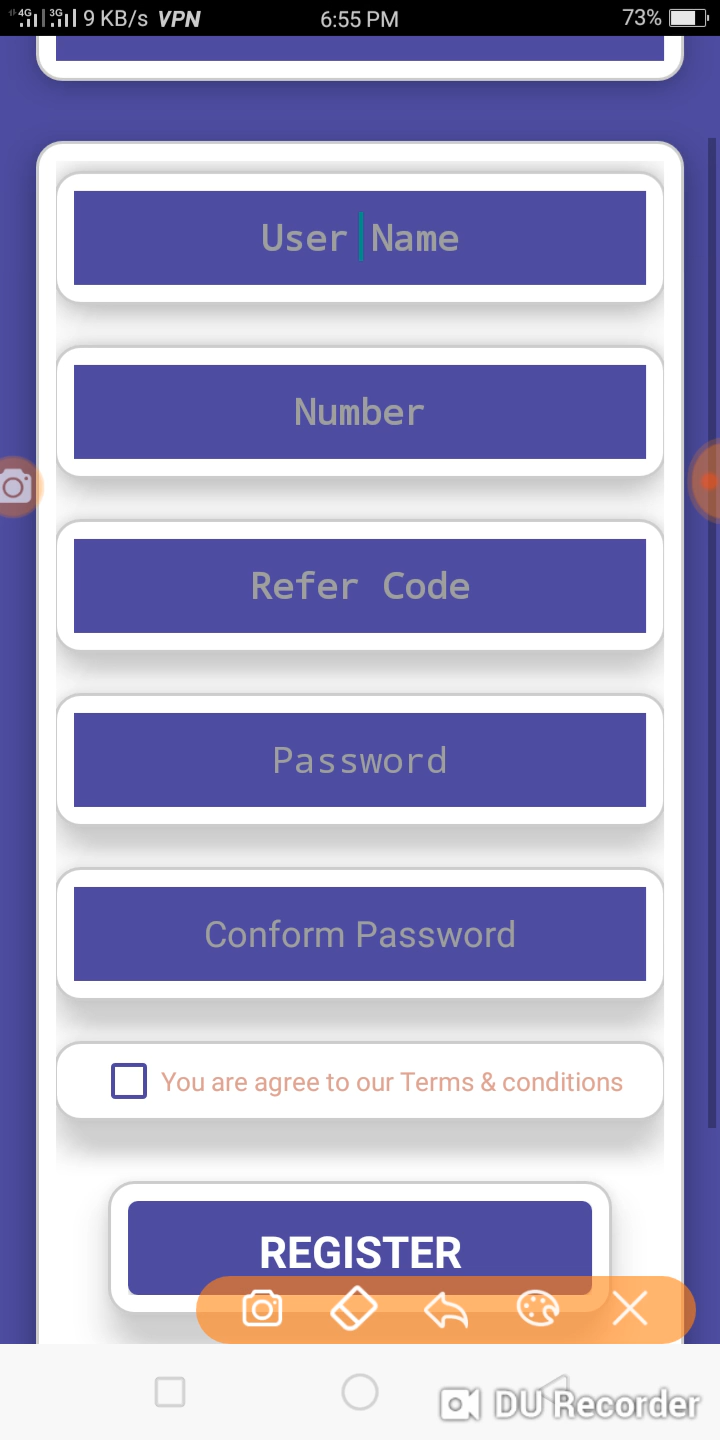 4G 3G 9 KB/s VPN 6:55 PM 73%
User Name
Number
Refer Code
Password
Conform Password
You are agree to our Terms & conditions
REGISTER
DU Recorder